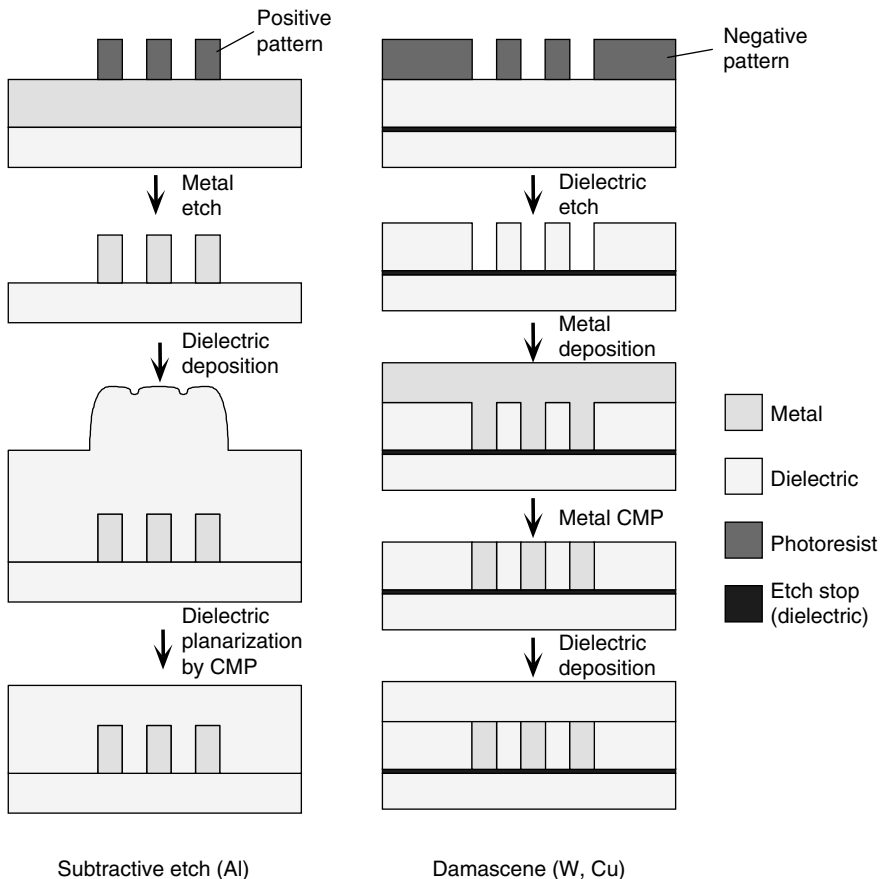 Positive
pattern
Metal
etch
Dielectric
deposition
Dielectric
planarization
by CMP
Subtractive etch (Al)
Negative
pattern
Dielectric
etch
Metal
deposition
Metal CMP
Dielectric
deposition
Damascene (W, Cu)
Metal
Dielectric
Photoresist
Etch stop
(dielectric)